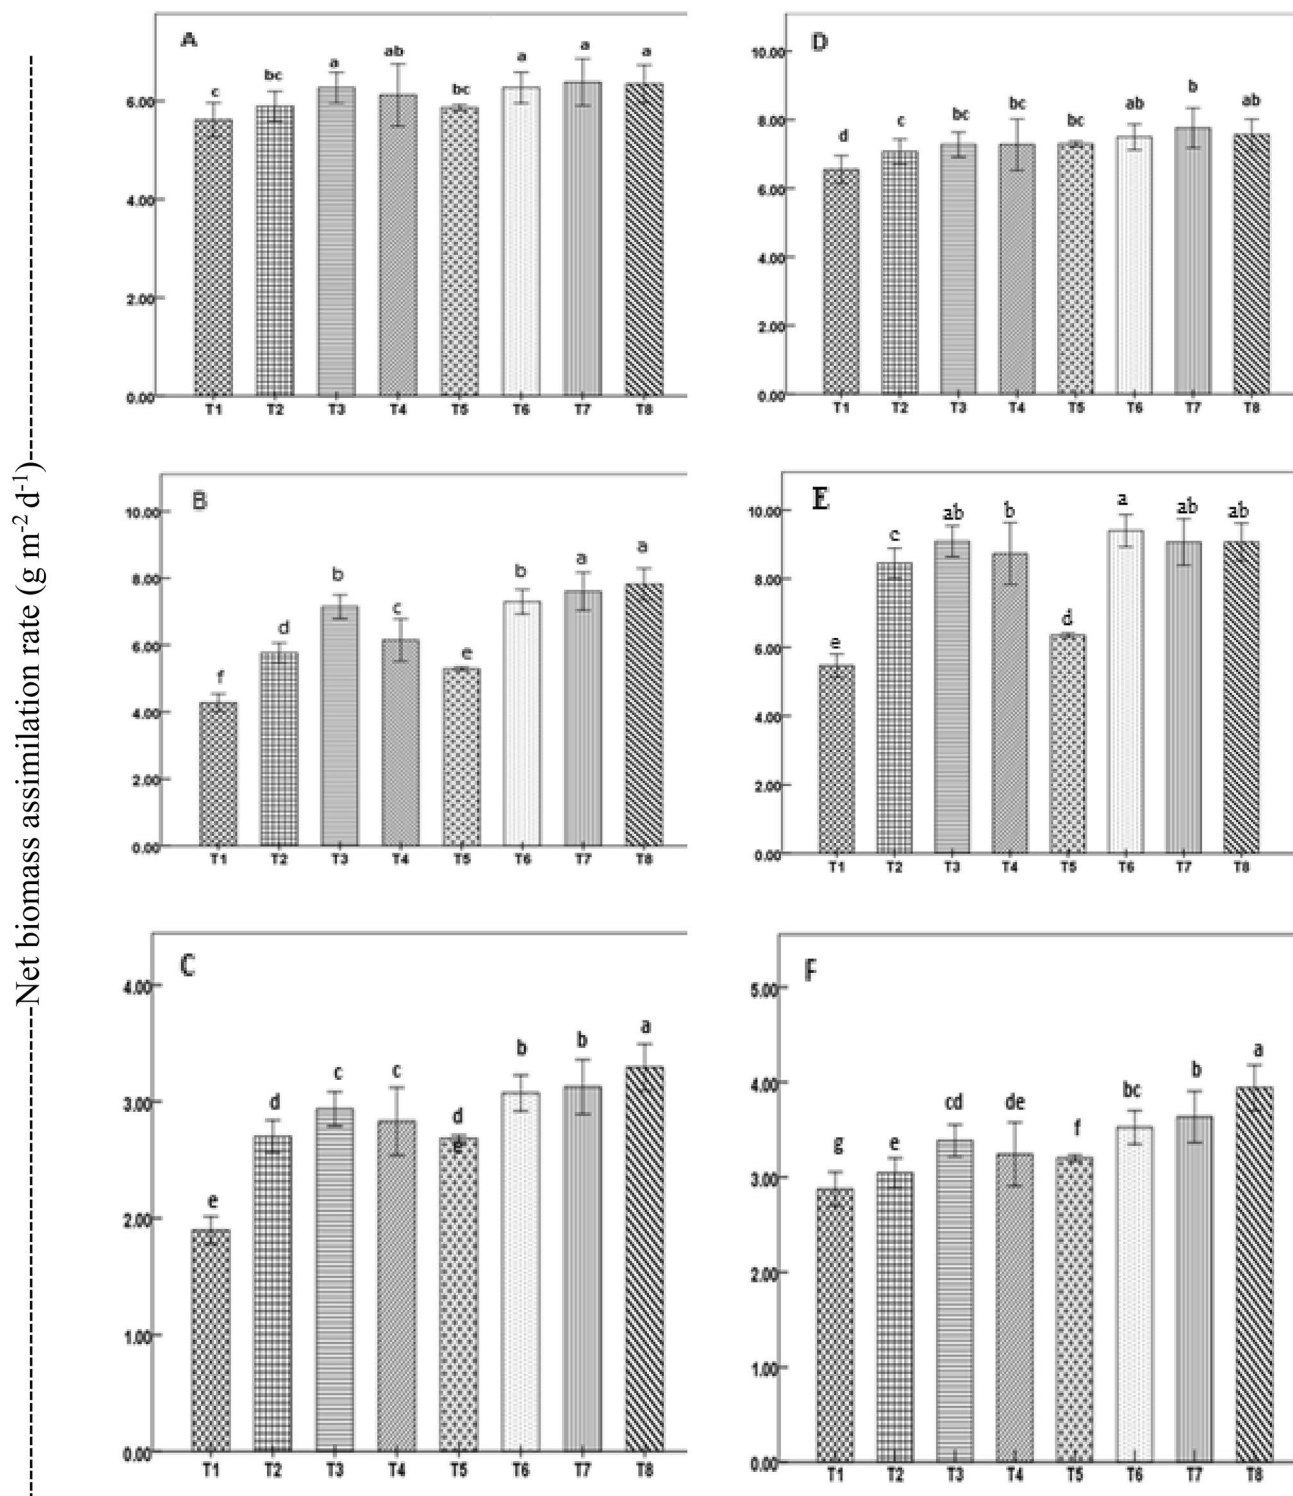 Net biomass assimilation rate (g m-2 d-1)
A
c bc a ab bc a a a
6.00
4.00
2.00
0.00
T1 T2 T3 T4 T5 T6 T7 T8
D
10.00
d c bc bc bc ab b ab
8.00
6.00
4.00
2.00
0.00
T1 T2 T3 T4 T5 T6 T7 T8
B
10.00
f d b c e b a a
8.00
6.00
4.00
2.00
0.00
T1 T2 T3 T4 T5 T6 T7 T8
E
10.00
e c ab b d a ab ab
8.00
6.00
4.00
2.00
0.00
T1 T2 T3 T4 T5 T6 T7 T8
C
4.00
e d c c d b b a
e
3.00
2.00
1.00
0.00
T1 T2 T3 T4 T5 T6 T7 T8
F
5.00
g e cd de f bc b a
4.00
3.00
2.00
1.00
0.00
T1 T2 T3 T4 T5 T6 T7 T8